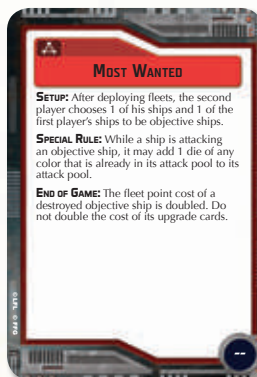 MOST WANTED
SETUP: After deploying fleets, the second
player chooses 1 of his ships and 1 of the
first player's ships to be objective ships.
SPECIAL RULE: While a ship is attacking
an objective ship, it may add 1 die of any
color that is already in its attack pool to its
attack pool.
END OF GAME: The fleet point cost of a
destroyed objective ship is doubled. Do
not double the cost of its upgrade cards.
© LFL © FFG
--